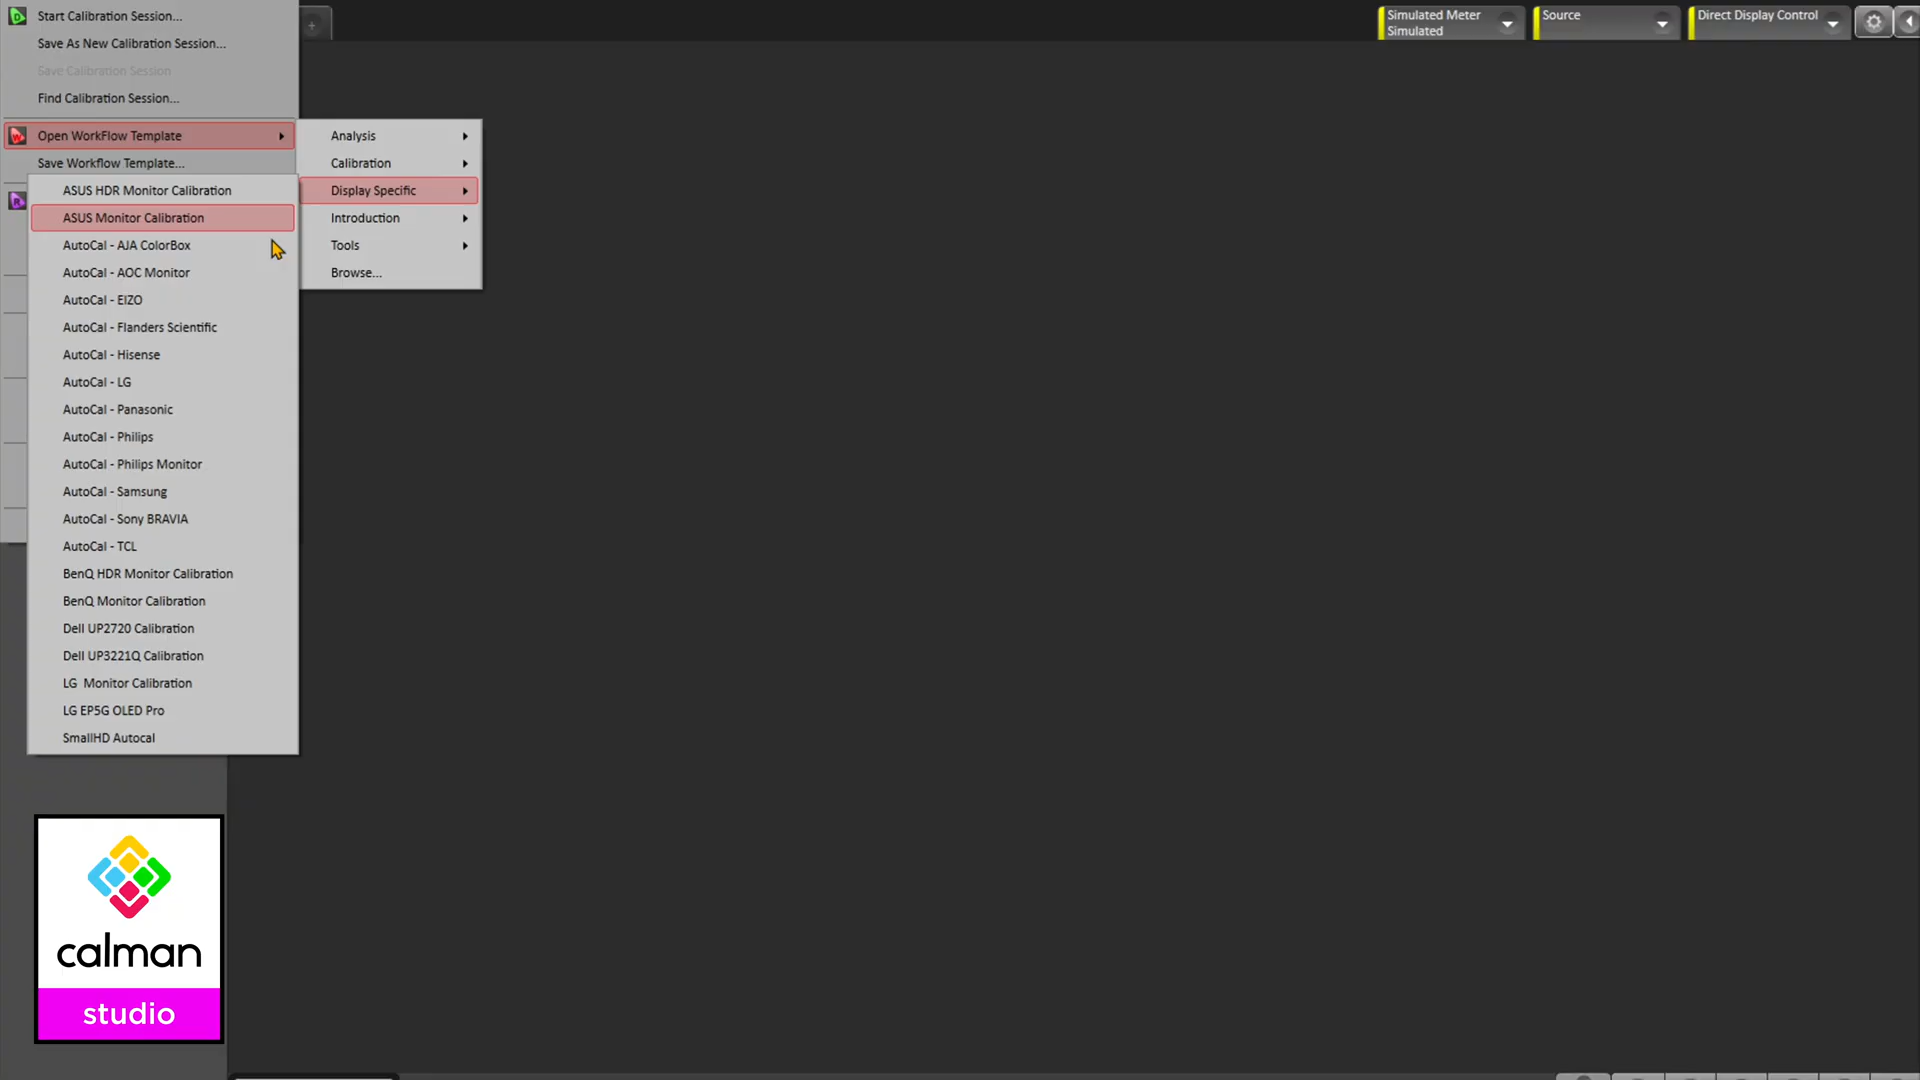 Start Calibration Session...
Save As New Calibration Session...
Save Calibration Session
Find Calibration Session...
Open WorkFlow Template
Save Workflow Template...
Analysis
Calibration
Display Specific
Introduction
Tools
Browse...
ASUS HDR Monitor Calibration
ASUS Monitor Calibration
AutoCal - AJA ColorBox
AutoCal - AOC Monitor
AutoCal - EIZO
AutoCal - Flanders Scientific
AutoCal - Hisense
AutoCal - LG
AutoCal - Panasonic
AutoCal - Philips
AutoCal - Philips Monitor
AutoCal - Samsung
AutoCal - Sony BRAVIA
AutoCal - TCL
BenQ HDR Monitor Calibration
BenQ Monitor Calibration
Dell UP2720 Calibration
Dell UP3221Q Calibration
LG  Monitor Calibration
LG EP5G OLED Pro
SmallHD Autocal
Simulated Meter
Simulated
Source
Direct Display Control
calman
studio